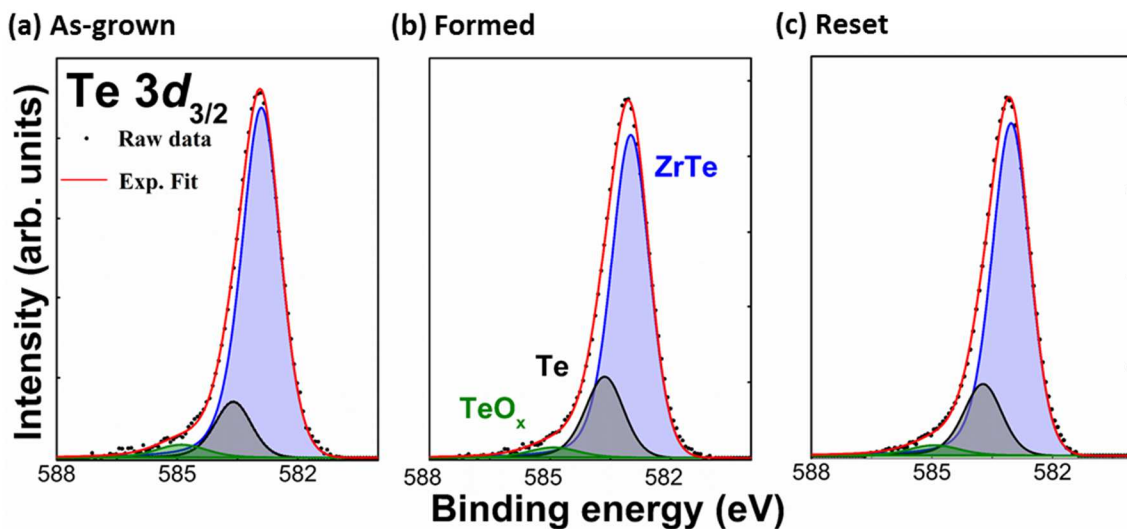 (a) As-grown
(b) Formed
(c) Reset
Te 3d3/2
Raw data
Exp. Fit
ZrTe
Te
TeOx
Intensity (arb. units)
588 585 582
588 585 582
588 585 582
Binding energy (eV)